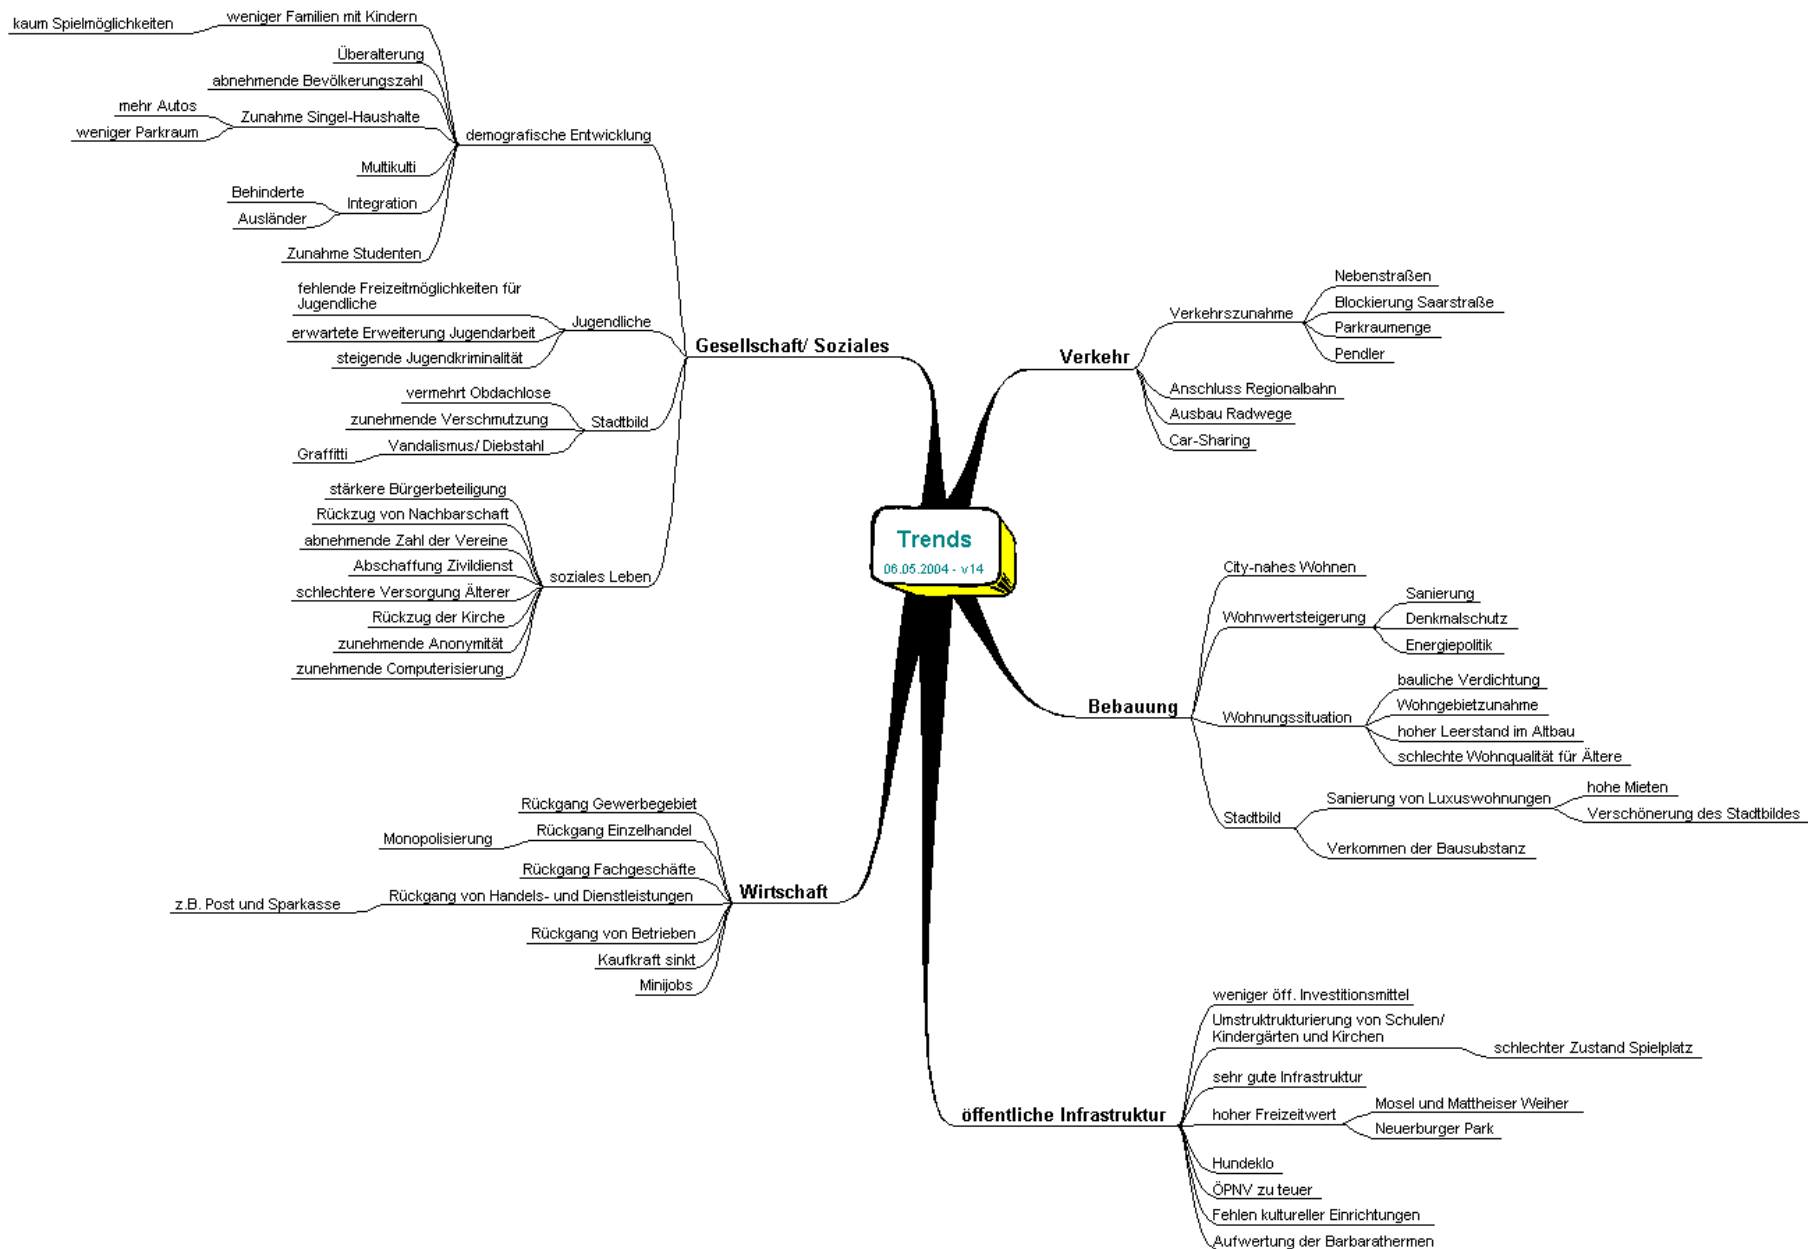 Trends
06.05.2004 - v14
Gesellschaft/ Soziales
demografische Entwicklung
weniger Familien mit Kindern
kaum Spielmöglichkeiten
Überalterung
abnehmende Bevölkerungszahl
Zunahme Singel-Haushalte
mehr Autos
weniger Parkraum
Multikulti
Integration
Behinderte
Ausländer
Zunahme Studenten
Jugendliche
fehlende Freizeitmöglichkeiten für
Jugendliche
erwartete Erweiterung Jugendarbeit
steigende Jugendkriminalität
Stadtbild
vermehrt Obdachlose
zunehmende Verschmutzung
Vandalismus/ Diebstahl
Graffitti
soziales Leben
stärkere Bürgerbeteiligung
Rückzug von Nachbarschaft
abnehmende Zahl der Vereine
Abschaffung Zivildienst
schlechtere Versorgung Älterer
Rückzug der Kirche
zunehmende Anonymität
zunehmende Computerisierung
Wirtschaft
Rückgang Gewerbegebiet
Rückgang Einzelhandel
Monopolisierung
Rückgang Fachgeschäfte
Rückgang von Handels- und Dienstleistungen
z.B. Post und Sparkasse
Rückgang von Betrieben
Kaufkraft sinkt
Minijobs
Verkehr
Verkehrszunahme
Nebenstraßen
Blockierung Saarstraße
Parkraumenge
Pendler
Anschluss Regionalbahn
Ausbau Radwege
Car-Sharing
Bebauung
City-nahes Wohnen
Wohnwertsteigerung
Sanierung
Denkmalschutz
Energiepolitik
Wohnungssituation
bauliche Verdichtung
Wohngebietzunahme
hoher Leerstand im Altbau
schlechte Wohnqualität für Ältere
Stadtbild
Sanierung von Luxuswohnungen
hohe Mieten
Verschönerung des Stadtbildes
Verkommen der Bausubstanz
öffentliche Infrastruktur
weniger öff. Investitionsmittel
Umstruktrukturierung von Schulen/
Kindergärten und Kirchen
schlechter Zustand Spielplatz
sehr gute Infrastruktur
hoher Freizeitwert
Mosel und Mattheiser Weiher
Neuerburger Park
Hundeklo
ÖPNV zu teuer
Fehlen kultureller Einrichtungen
Aufwertung der Barbarathermen